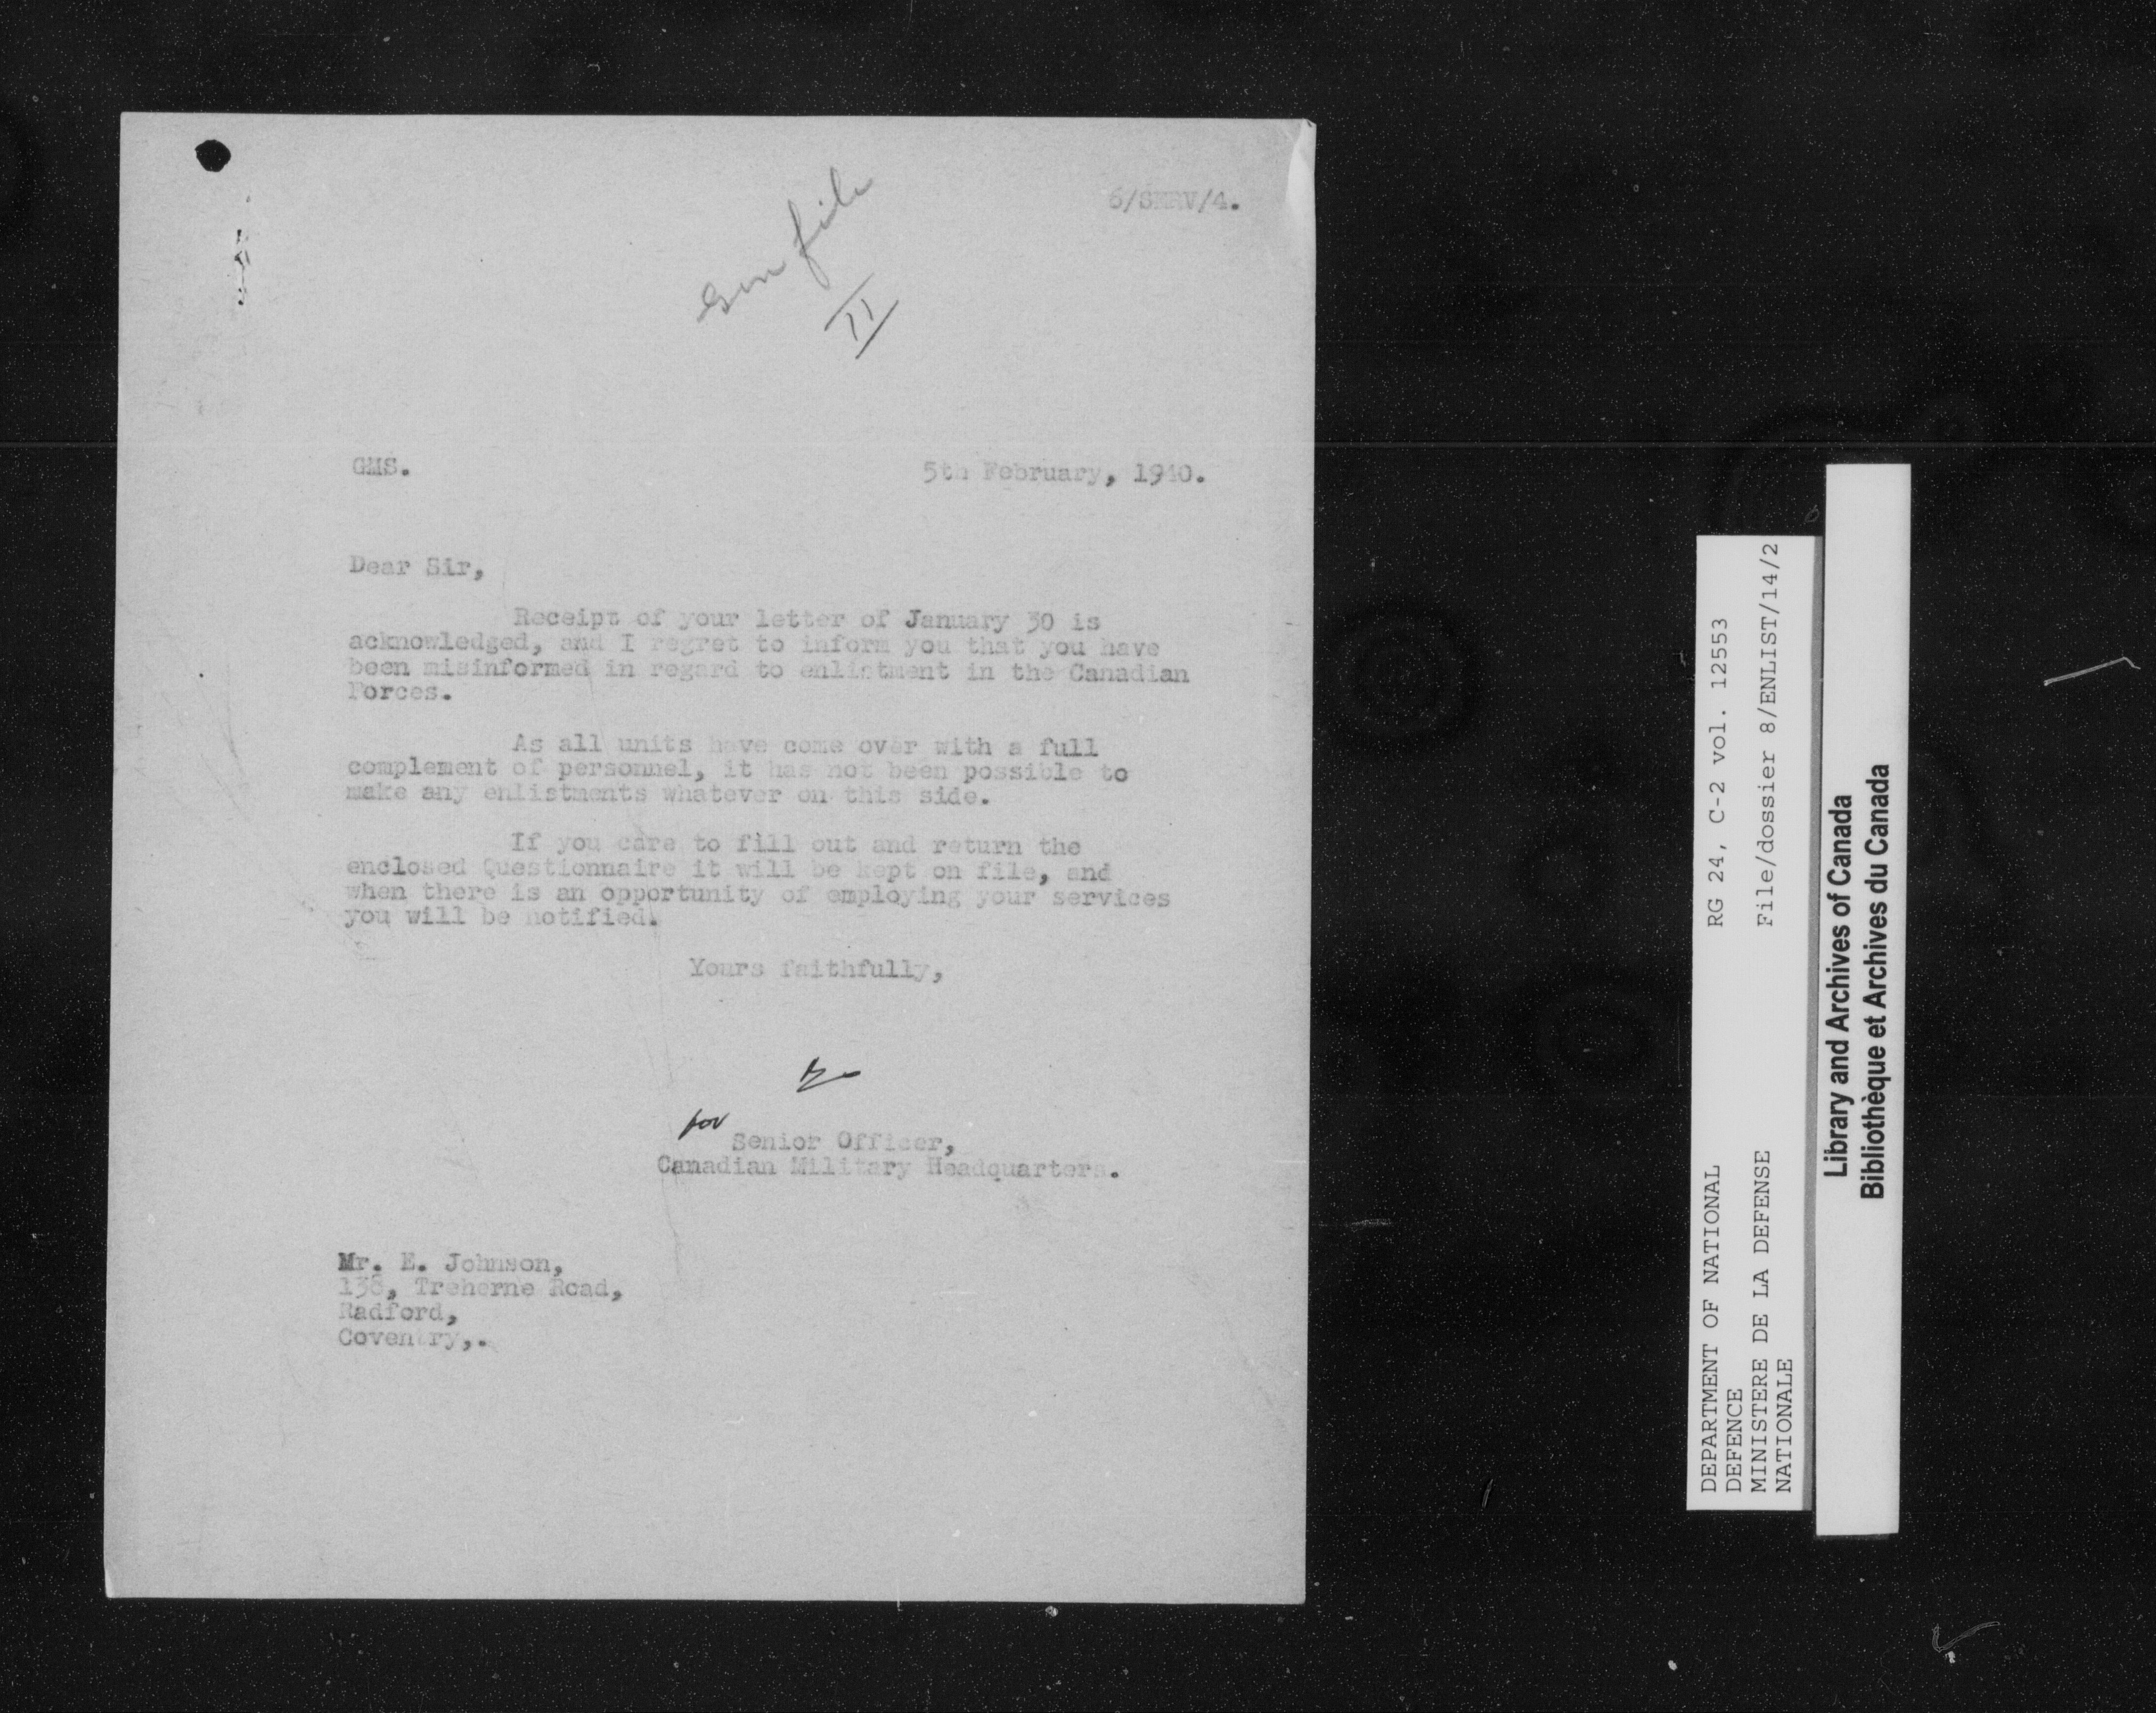 6/SERV/4.
Gen file
II
GMS.
5th February, 1940.
Dear Sir,
Receipt of your letter of January 30 is
acknowledged, and I regret to inform you that you have
been misinformed in regard to enlistment in the Canadian
Forces.
As all units have come over with a full
complement of personnel, it has not been possible to
make any enlistments whatever on this side.
If you care to fill out and return the
enclosed Questionnaire it will be kept on file, and
when there is an opportunity of employing your services
you will be notified.
Yours faithfully,
for Senior Officer,
Canadian Military Headquarters.
Mr. E. Johnson,
138, Treherne Road,
Radford,
Coventry,.
DEPARTMENT OF NATIONAL
DEFENCE
MINISTERE DE LA DEFENSE
NATIONALE
RG 24, C-2 vol. 12553
File/dossier 8/ENLIST/14/2
Library and Archives of Canada
Bibliothèque et Archives du Canada